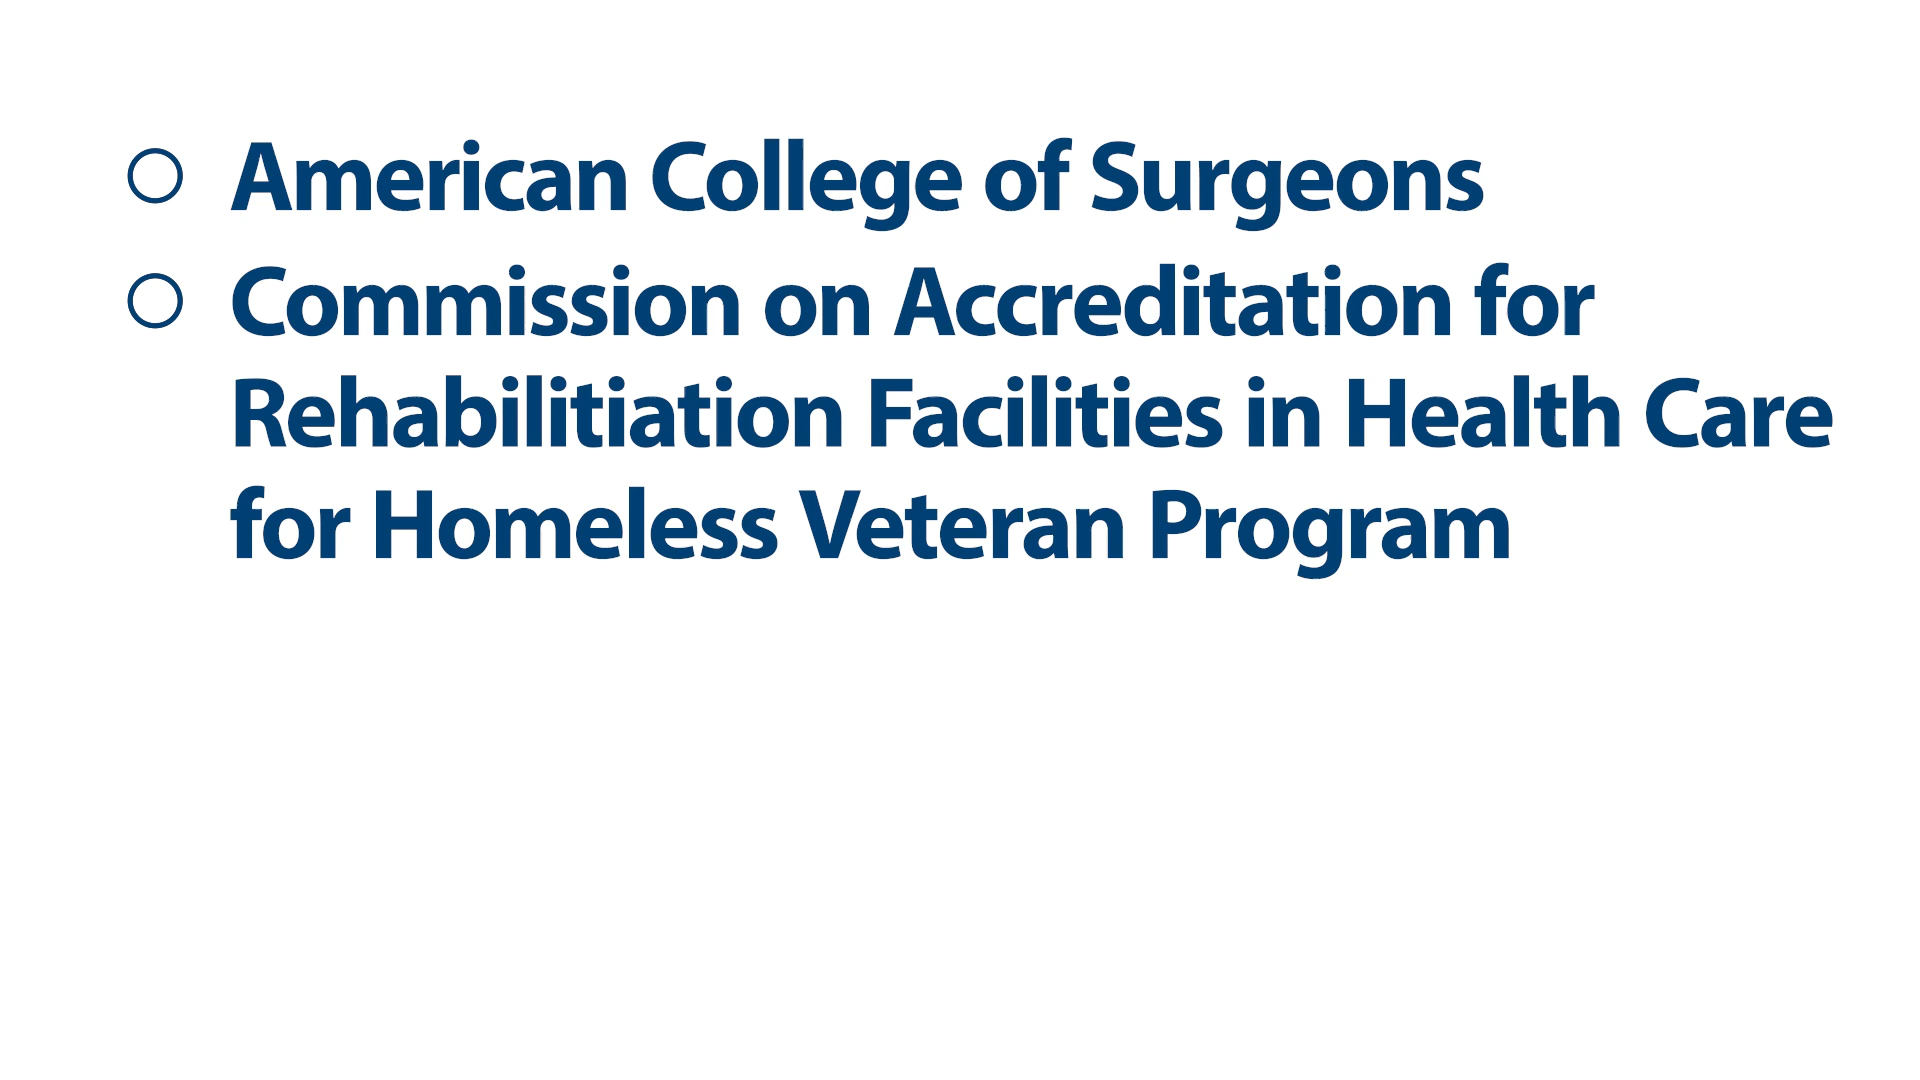 ○ American College of Surgeons
○ Commission on Accreditation for
Rehabilitiation Facilities in Health Care
for Homeless Veteran Program